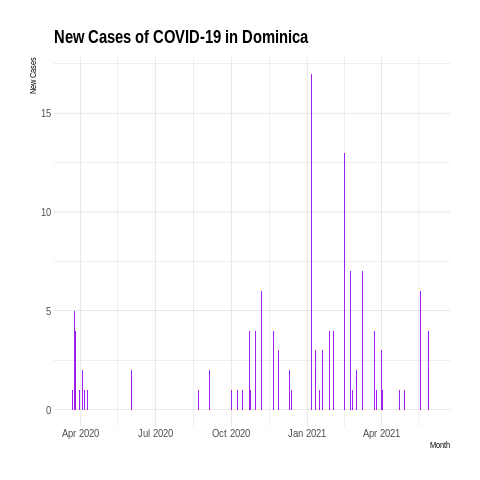 New Cases of COVID-19 in Dominica
New Cases
15
10
5
0
Apr 2020 Jul 2020 Oct 2020 Jan 2021 Apr 2021
Month